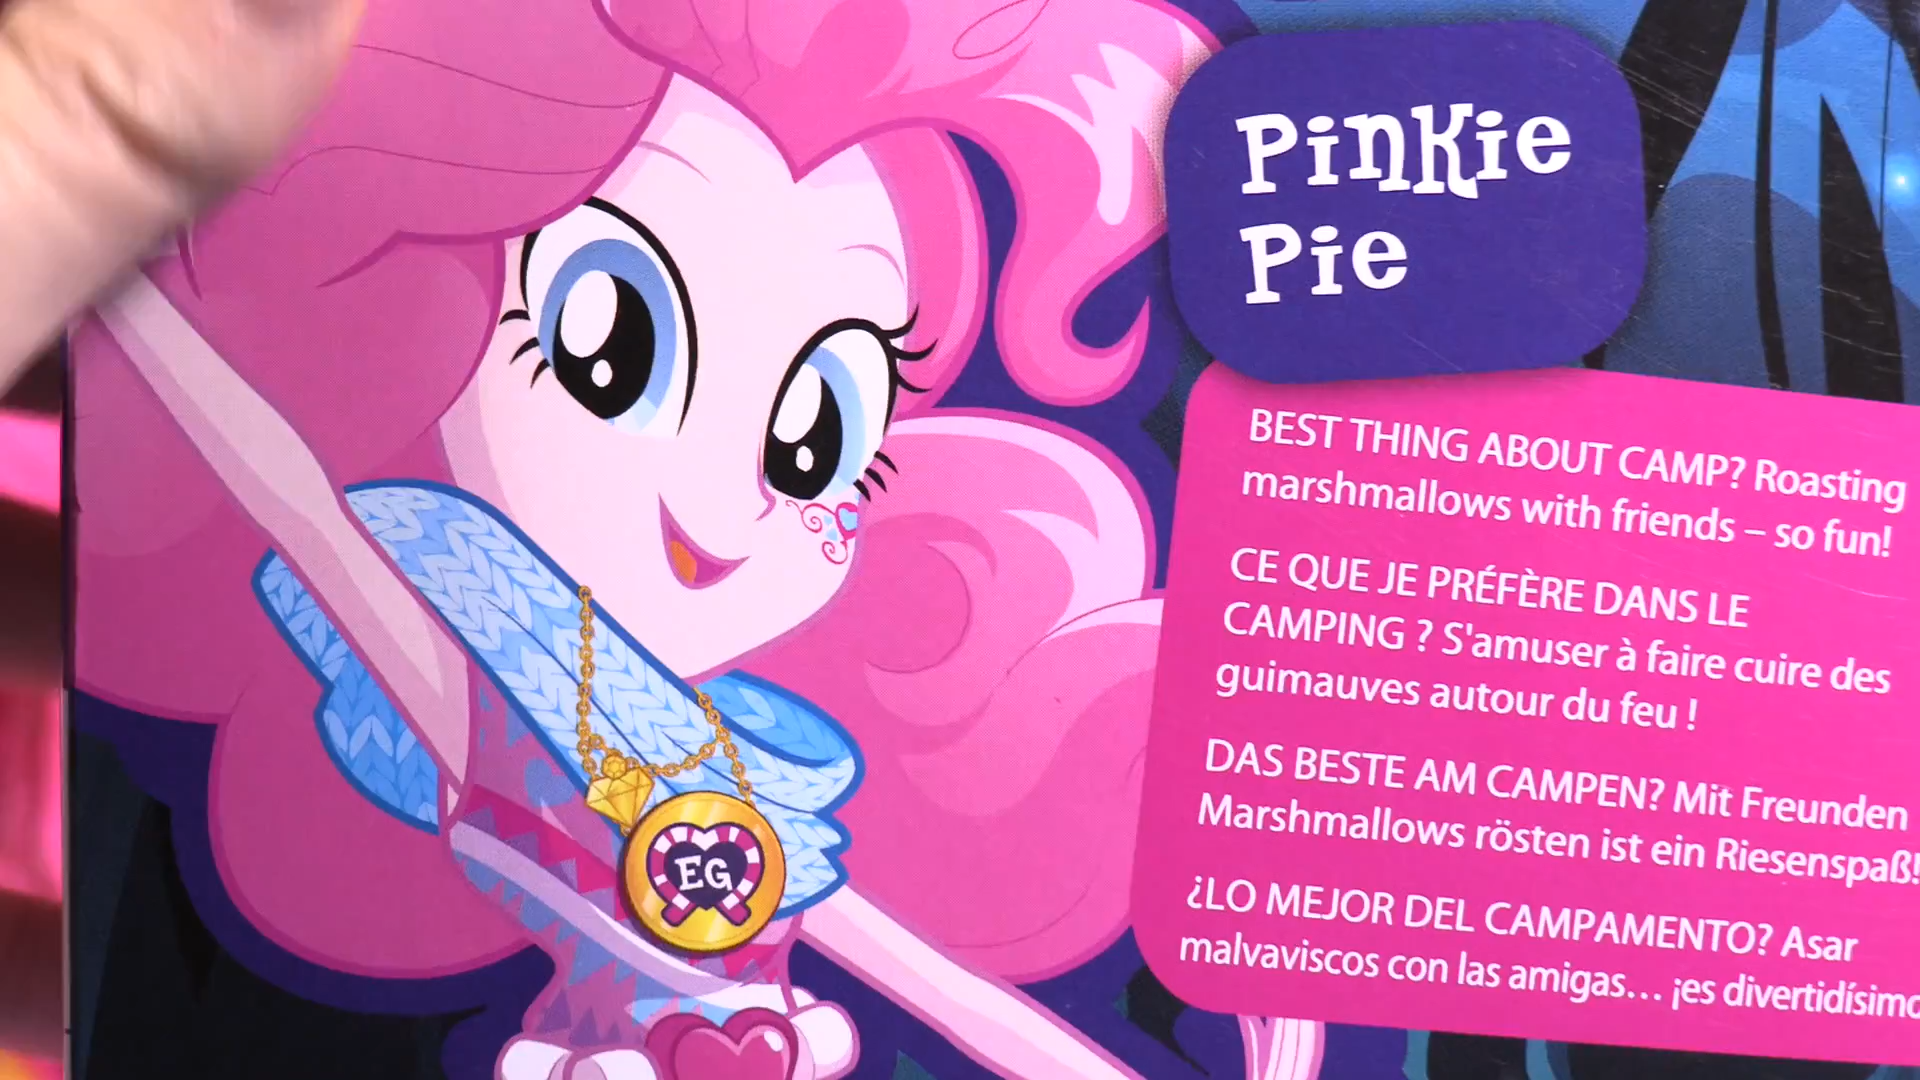 Pinkie
Pie
BEST THING ABOUT CAMP? Roasting
marshmallows with friends – so fun!
CE QUE JE PRÉFÈRE DANS LE
CAMPING ? S'amuser à faire cuire des
guimauves autour du feu !
DAS BESTE AM CAMPEN? Mit Freunden
Marshmallows rösten ist ein Riesenspaß!
¿LO MEJOR DEL CAMPAMENTO? Asar
malvaviscos con las amigas... ¡es divertidísimo
EG